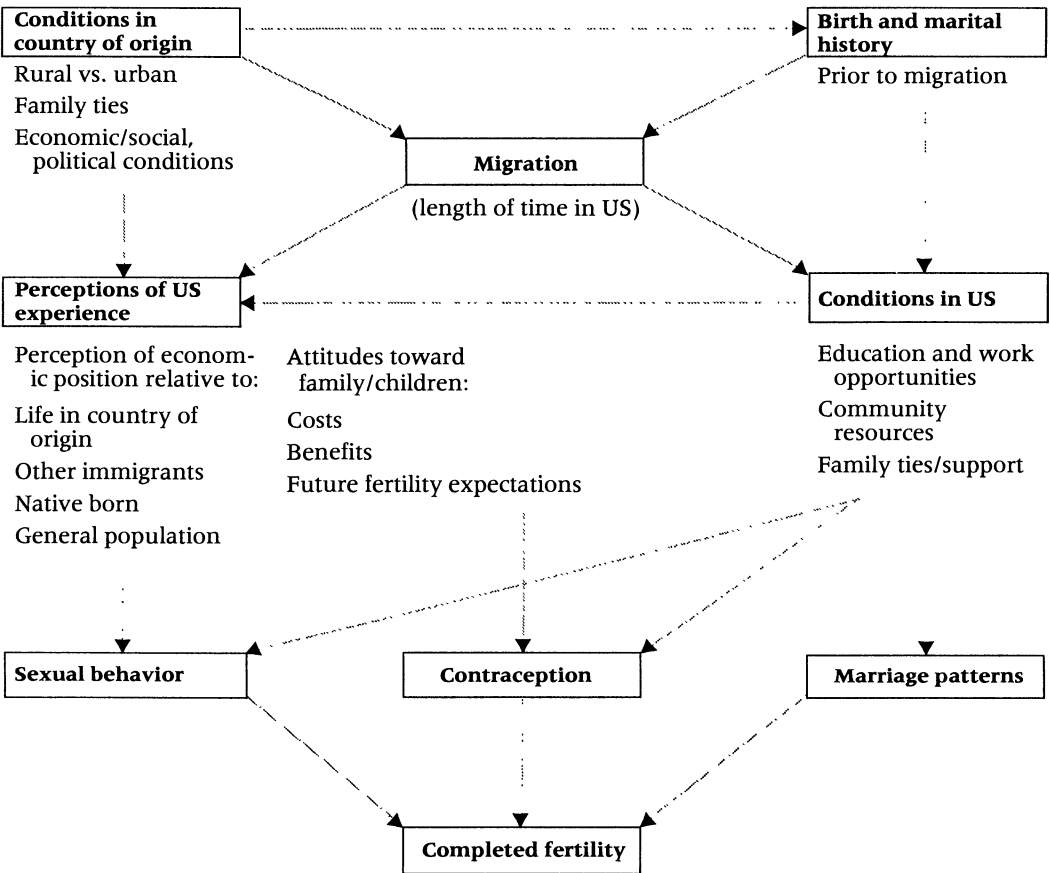 Conditions in
country of origin
Rural vs. urban
Family ties
Economic/social,
political conditions
Birth and marital
history
Prior to migration
Migration
(length of time in US)
Perceptions of US
experience
Perception of econom-
ic position relative to:
Life in country of
origin
Other immigrants
Native born
General population
Attitudes toward
family/children:
Costs
Benefits
Future fertility expectations
Conditions in US
Education and work
opportunities
Community
resources
Family ties/support
Sexual behavior
Contraception
Marriage patterns
Completed fertility